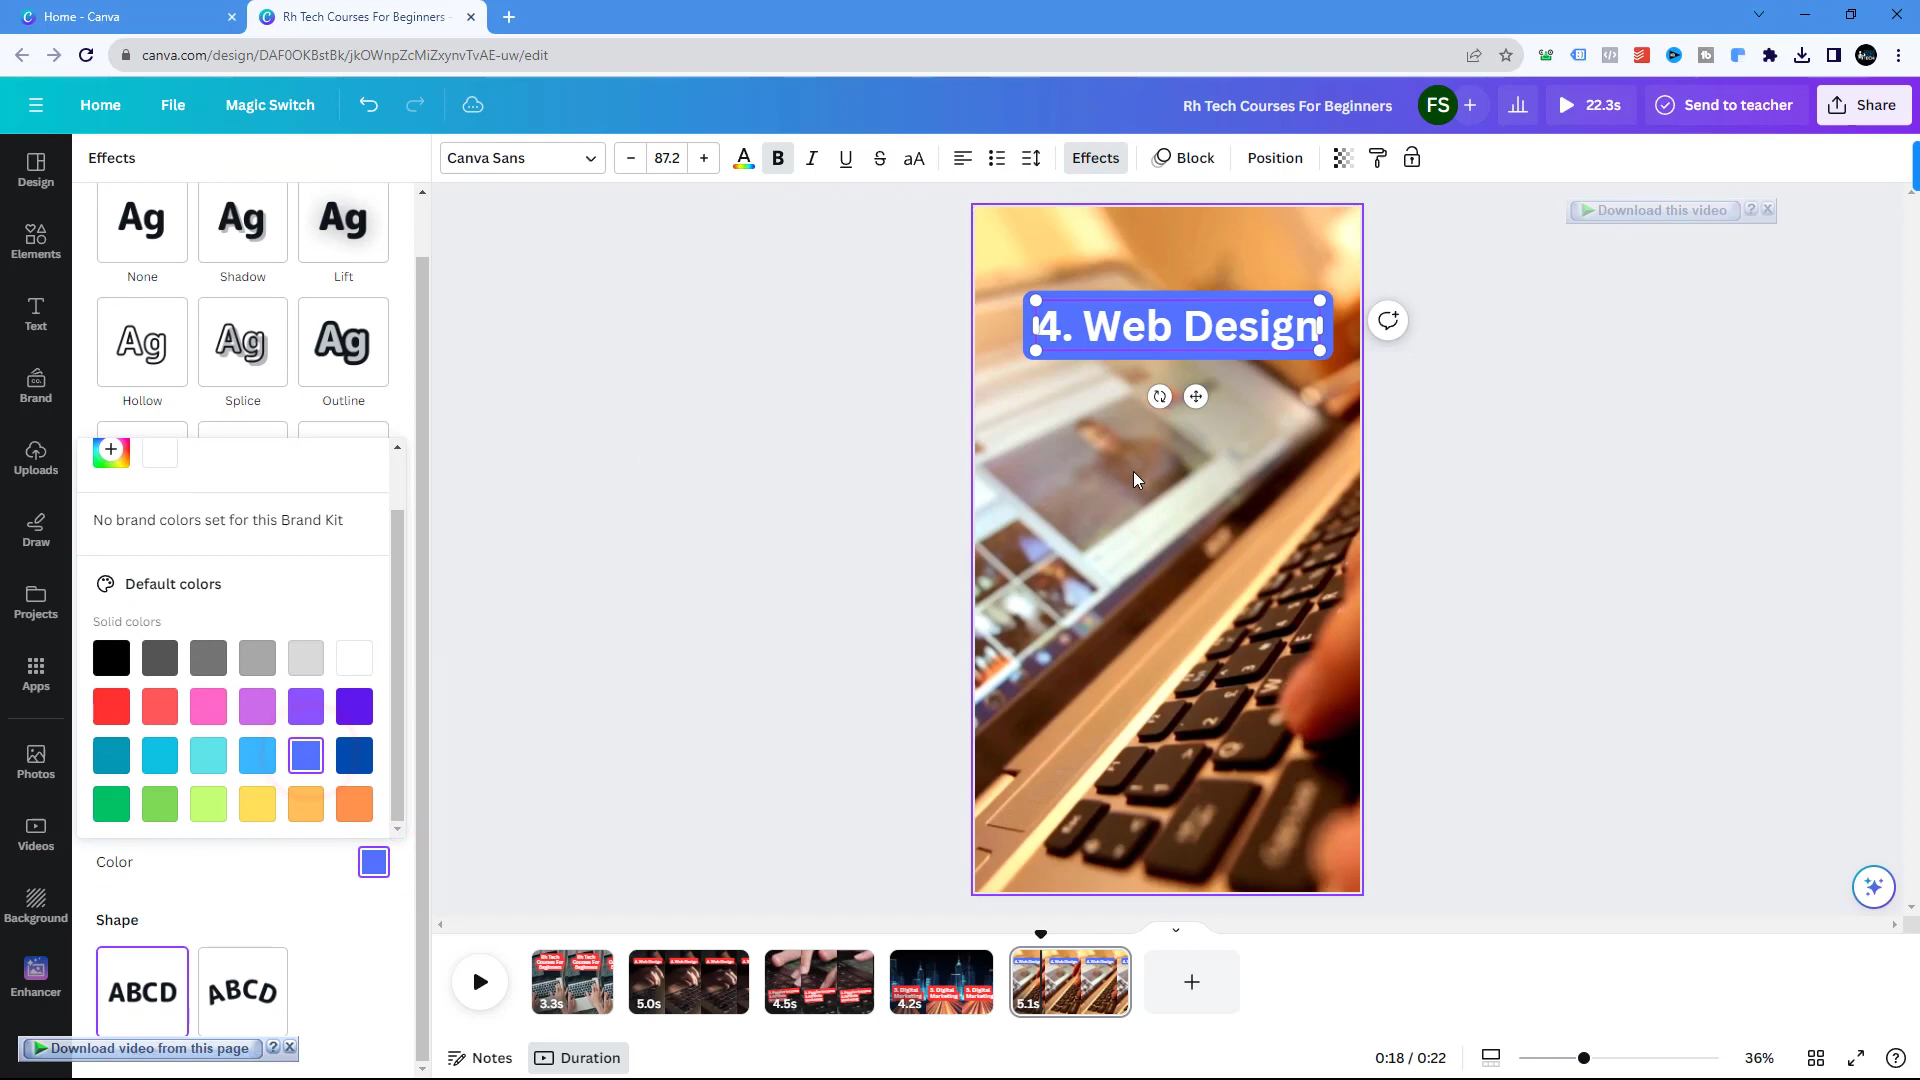 Home - Canva
Rh Tech Courses For Beginners -
canva.com/design/DAF0OKBstBk/jkOWnpZcMiZxynvTvAE-uw/edit
Home
File
Magic Switch
Rh Tech Courses For Beginners
FS
22.3s
Send to teacher
Share
Design
Elements
Text
Brand
Uploads
Draw
Projects
Apps
Photos
Videos
Background
Enhancer
Effects
Ag
Ag
Ag
None
Shadow
Lift
Ag
Ag
Ag
Hollow
Splice
Outline
No brand colors set for this Brand Kit
Default colors
Solid colors
Color
Shape
ABCD
ABCD
Download video from this page
Canva Sans
87.2
A
B
I
U
S
aA
Effects
Block
Position
Download this video
4. Web Design
3.3s
5.0s
4.5s
4.2s
5.1s
Notes
Duration
0:18 / 0:22
36%